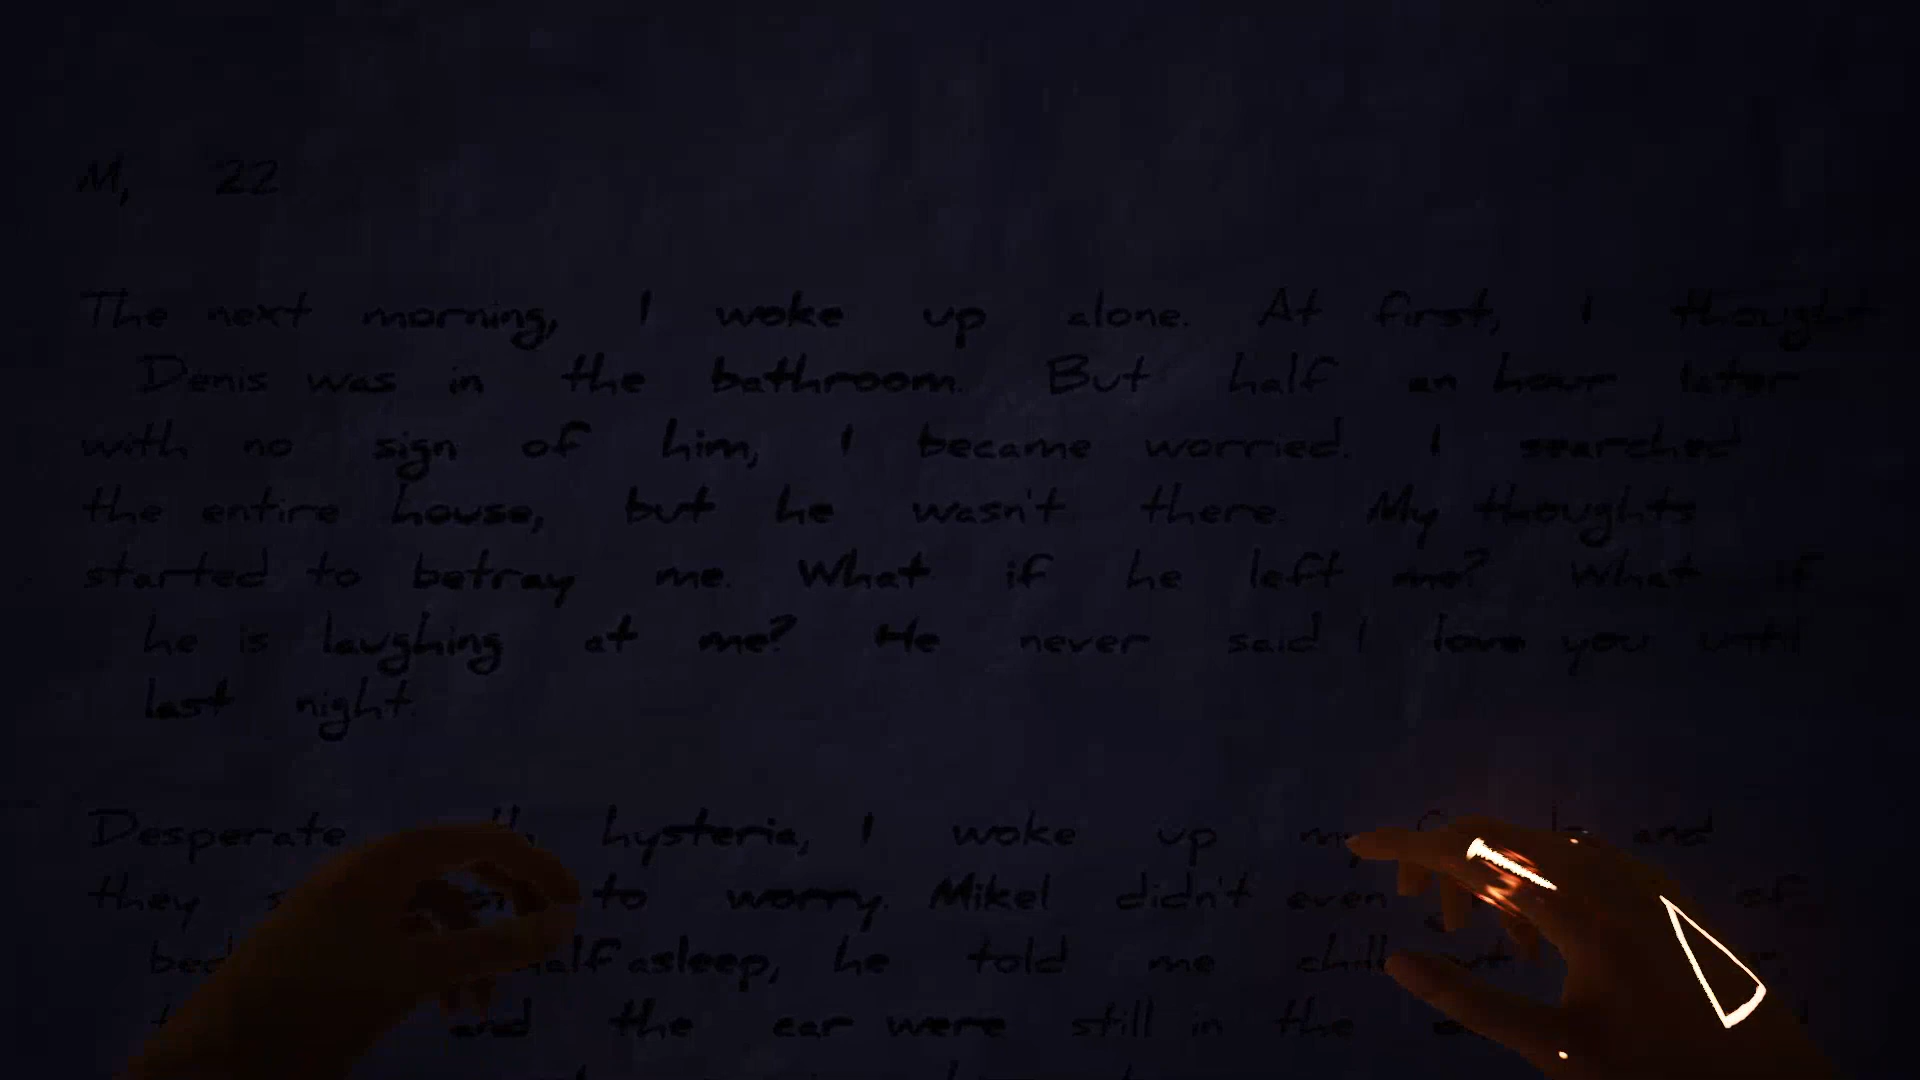 M, 22
The next morning, I woke up alone. At first, I thought
Denis was in the bathroom. But half an hour later
with no sign of him, I became worried. I searched
the entire house, but he wasn't there. My thoughts
started to betray me. What if he left me? What if
he is laughing at me? He never said I love you until
last night.
Desperate hysteria, I woke up and
they to worry. Mikel didn't even of
asleep, he told me
and the car were still in the